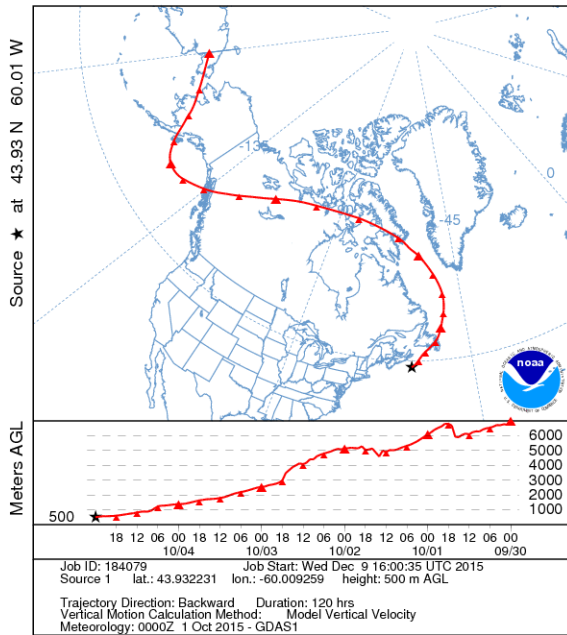 Source ★ at 43.93 N 60.01 W
-135
-45
0
noaa
Meters AGL
500
6000
5000
4000
3000
2000
1000
18 12 06 00 18 12 06 00 18 12 06 00 18 12 06 00 18 12 06 00
10/04 10/03 10/02 10/01 09/30
Job ID: 184079 Job Start: Wed Dec 9 16:00:35 UTC 2015
Source 1 lat.: 43.932231 lon.: -60.009259 height: 500 m AGL
Trajectory Direction: Backward Duration: 120 hrs
Vertical Motion Calculation Method: Model Vertical Velocity
Meteorology: 0000Z 1 Oct 2015 - GDAS1